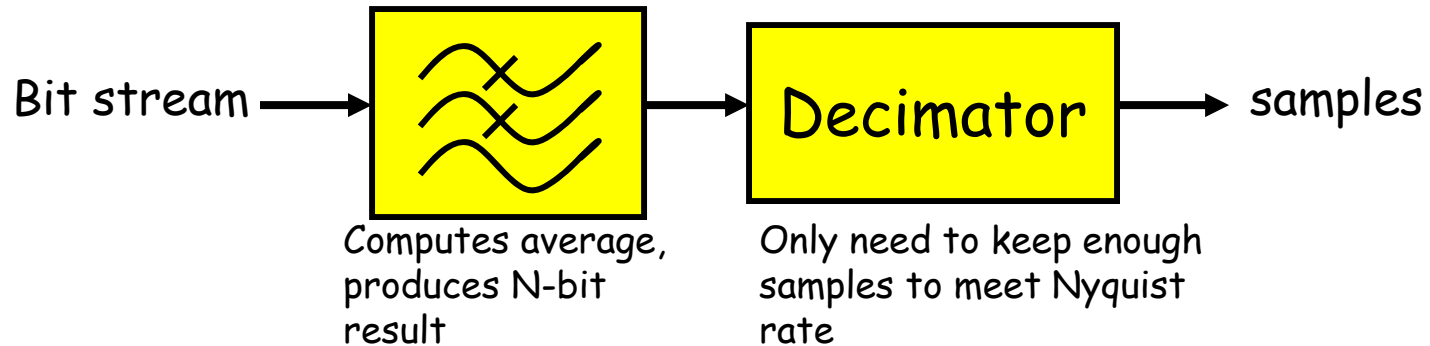 Bit stream
Decimator
samples
Computes average,
produces N-bit
result
Only need to keep enough
samples to meet Nyquist
rate